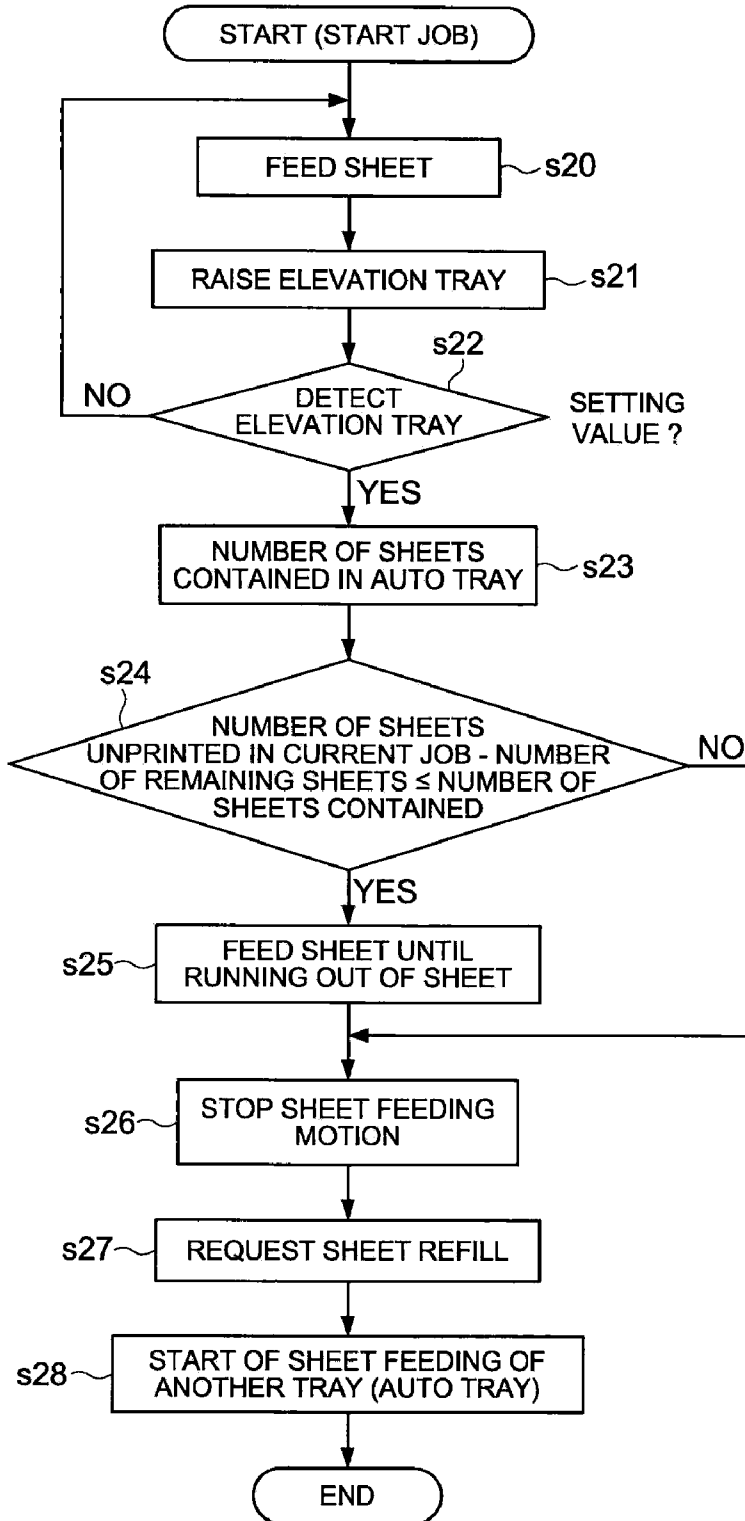 START (START JOB)
FEED SHEET
s20
RAISE ELEVATION TRAY
s21
s22
NO
DETECT
ELEVATION TRAY
SETTING
VALUE ?
YES
NUMBER OF SHEETS
CONTAINED IN AUTO TRAY
s23
s24
NUMBER OF SHEETS
UNPRINTED IN CURRENT JOB - NUMBER
OF REMAINING SHEETS ≤ NUMBER OF
SHEETS CONTAINED
NO
YES
s25
FEED SHEET UNTIL
RUNNING OUT OF SHEET
s26
STOP SHEET FEEDING
MOTION
s27
REQUEST SHEET REFILL
s28
START OF SHEET FEEDING OF
ANOTHER TRAY (AUTO TRAY)
END